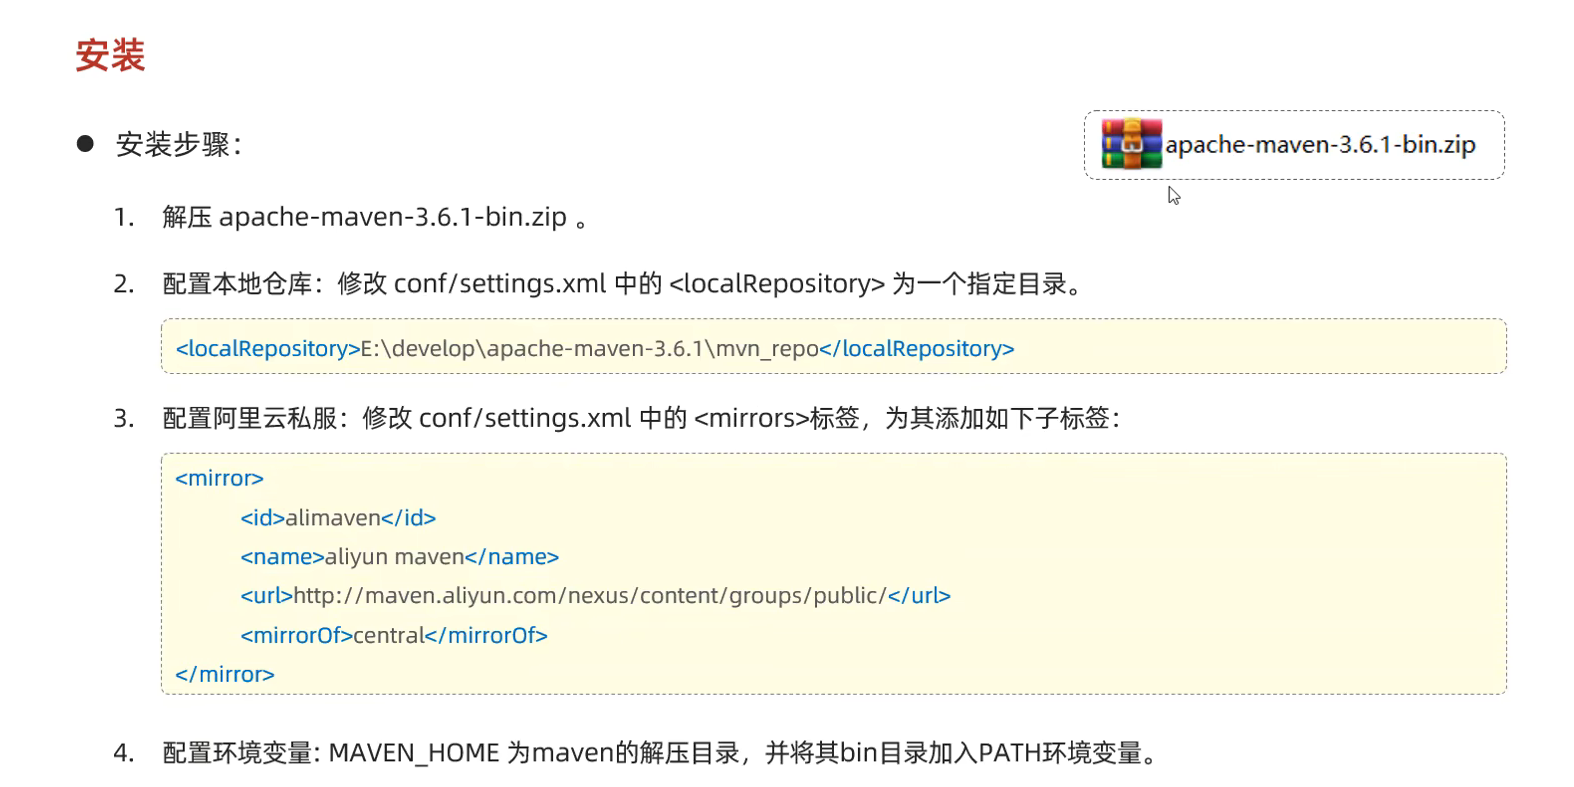 安装
● 安装步骤：
apache-maven-3.6.1-bin.zip
1. 解压 apache-maven-3.6.1-bin.zip 。
2. 配置本地仓库：修改 conf/settings.xml 中的 <localRepository> 为一个指定目录。
<localRepository>E:\develop\apache-maven-3.6.1\mvn_repo</localRepository>
3. 配置阿里云私服：修改 conf/settings.xml 中的 <mirrors>标签，为其添加如下子标签：
<mirror>
<id>alimaven</id>
<name>aliyun maven</name>
<url>http://maven.aliyun.com/nexus/content/groups/public/</url>
<mirrorOf>central</mirrorOf>
</mirror>
4. 配置环境变量: MAVEN_HOME 为maven的解压目录，并将其bin目录加入PATH环境变量。